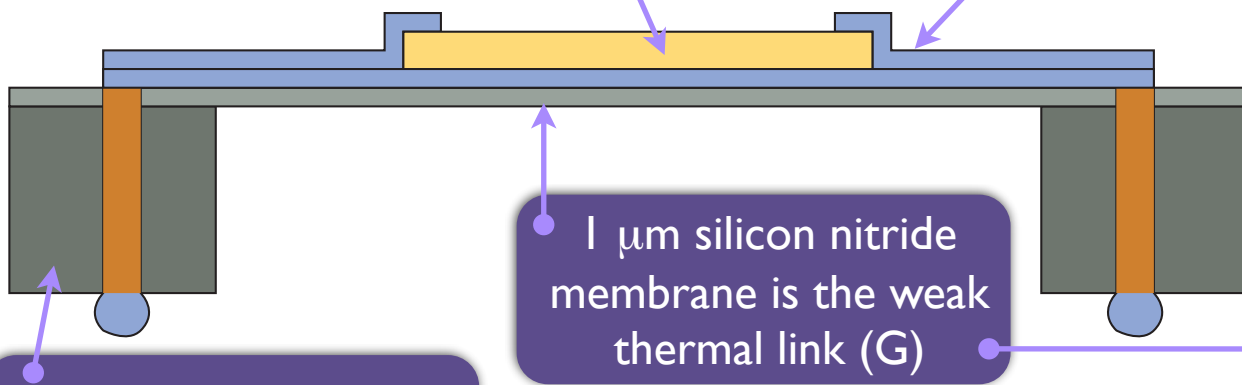 1 μm silicon nitride
membrane is the weak
thermal link (G)